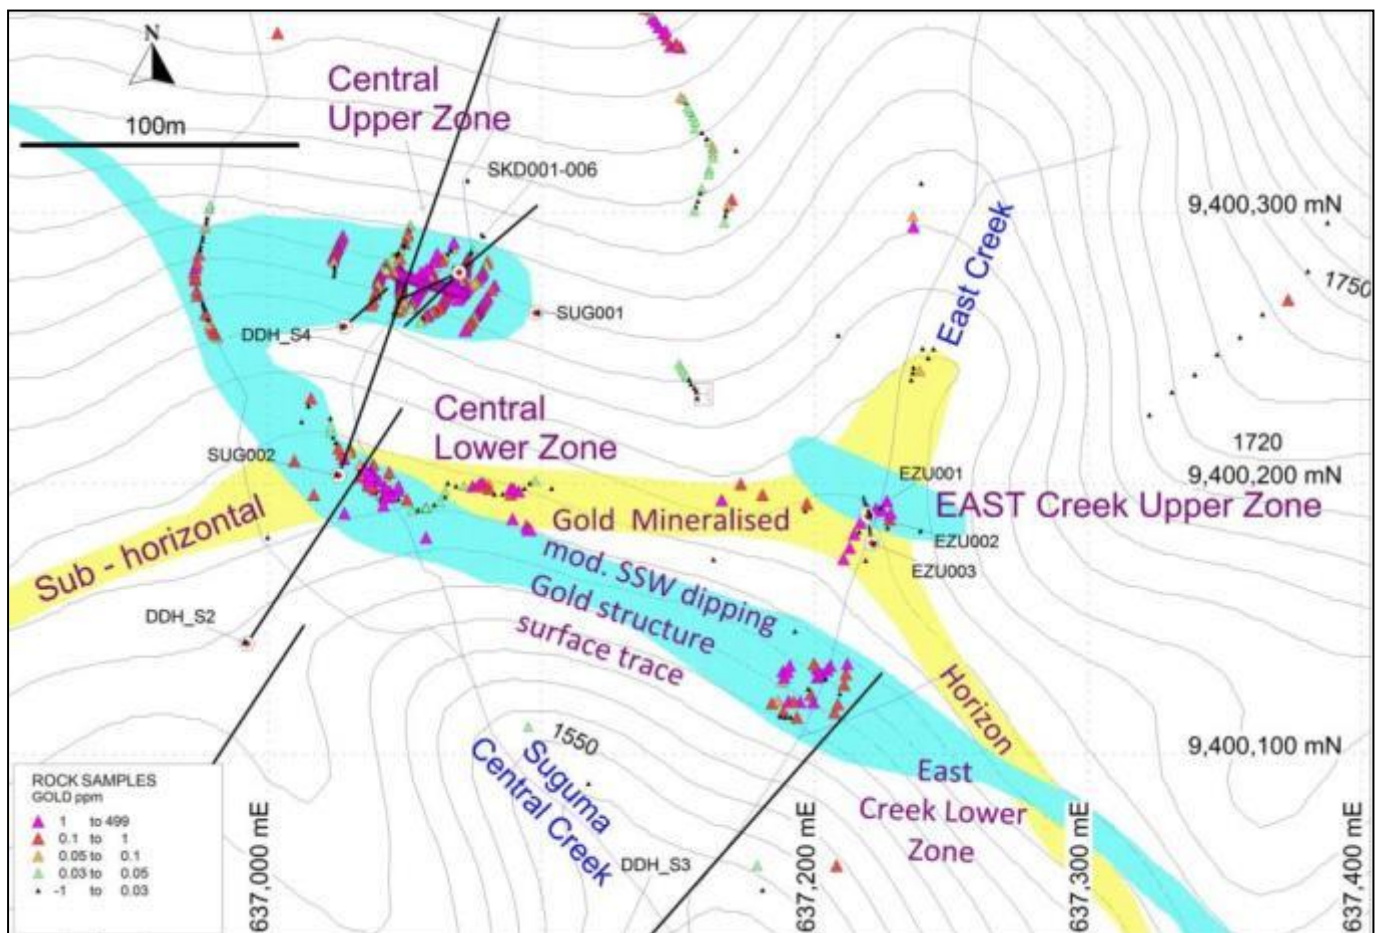 N
100m
Central
Upper Zone
SKD001-006
9,400,300 mN
East Creek
1750
SUG001
DDH_S4
Central
Lower Zone
1720
SUG002
9,400,200 mN
EZU001
EAST Creek Upper Zone
EZU002
EZU003
Sub - horizontal
Gold Mineralised
mod. SSW dipping
Gold structure
surface trace
DDH_S2
Horizon
1550
Suguma
Central Creek
9,400,100 mN
East
Creek Lower
Zone
DDH_S3
ROCK SAMPLES
GOLD ppm
1 to 499
0.1 to 1
0.05 to 0.1
0.03 to 0.05
-1 to 0.03
637,000 mE
637,200 mE
637,300 mE
637,400 mE